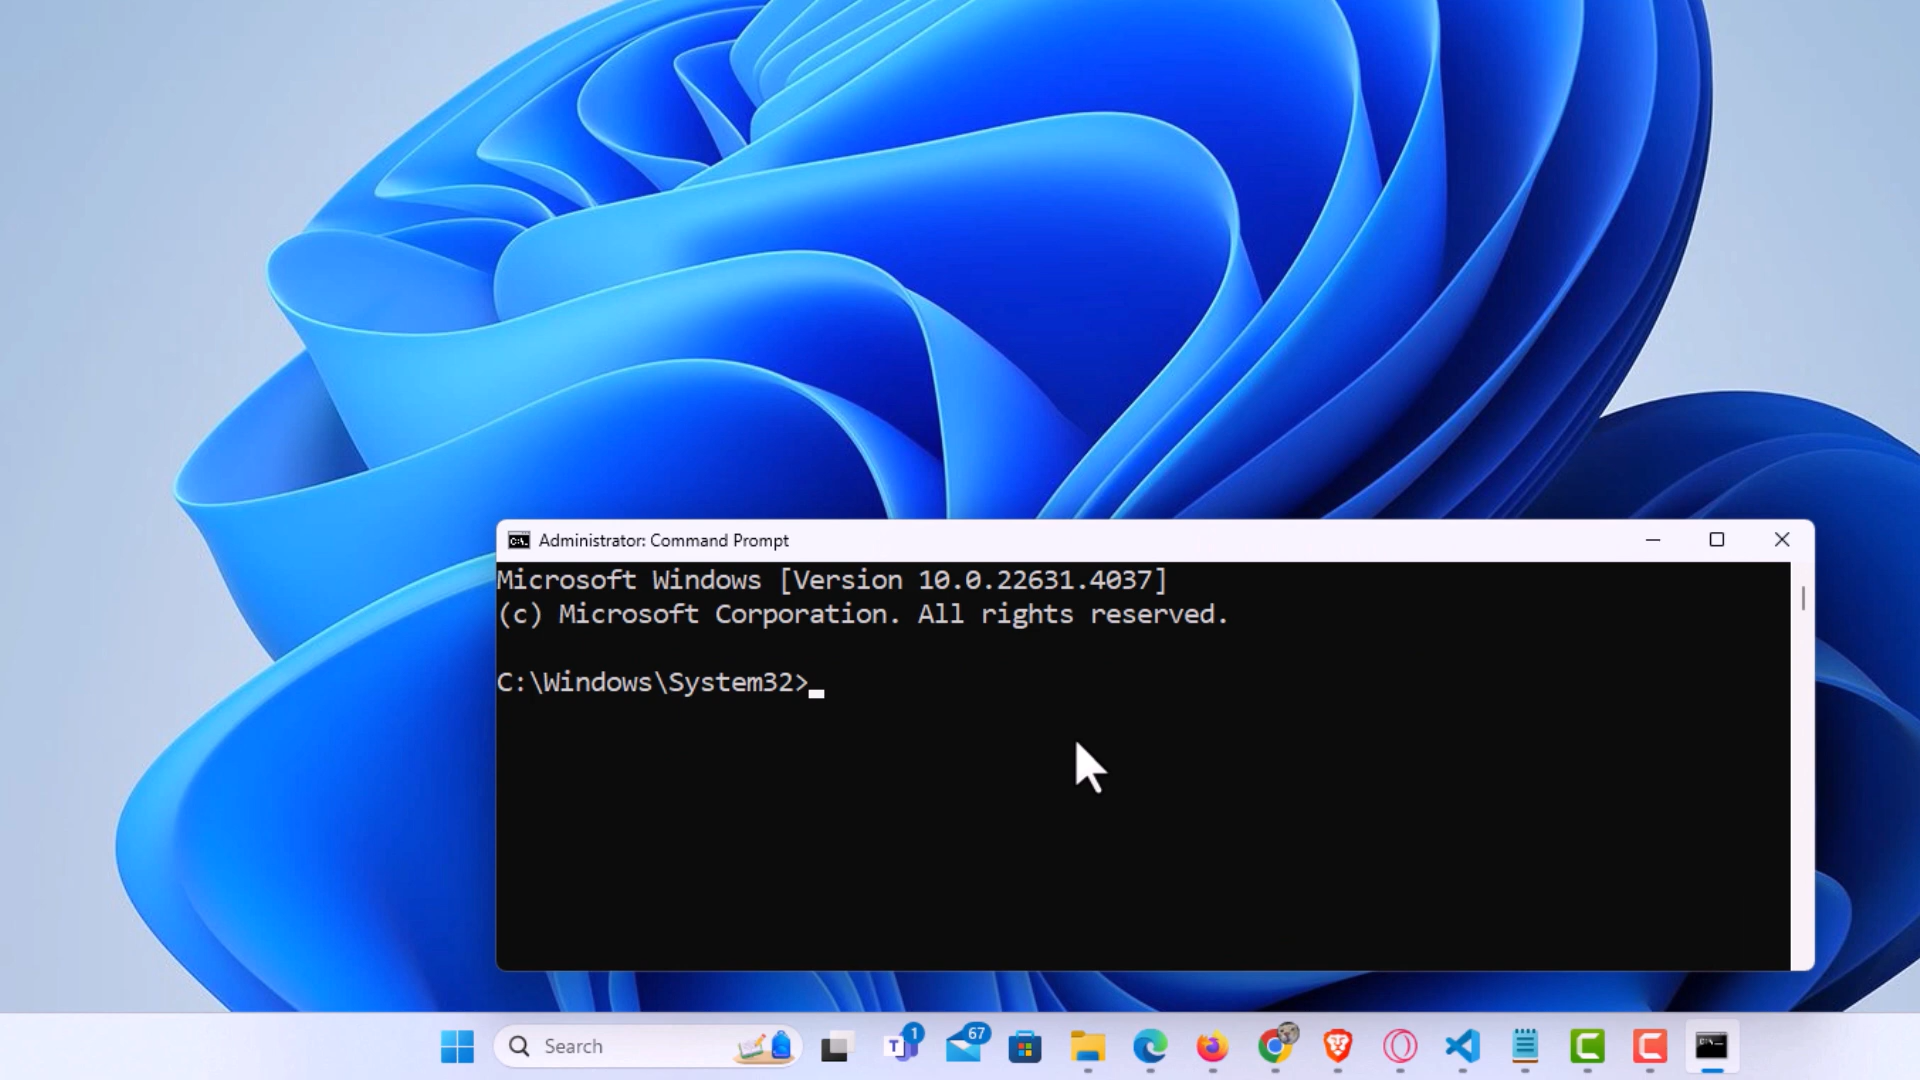 Administrator: Command Prompt
Microsoft Windows [Version 10.0.22631.4037]
(c) Microsoft Corporation. All rights reserved.
C:\Windows\System32>
Search
1
67